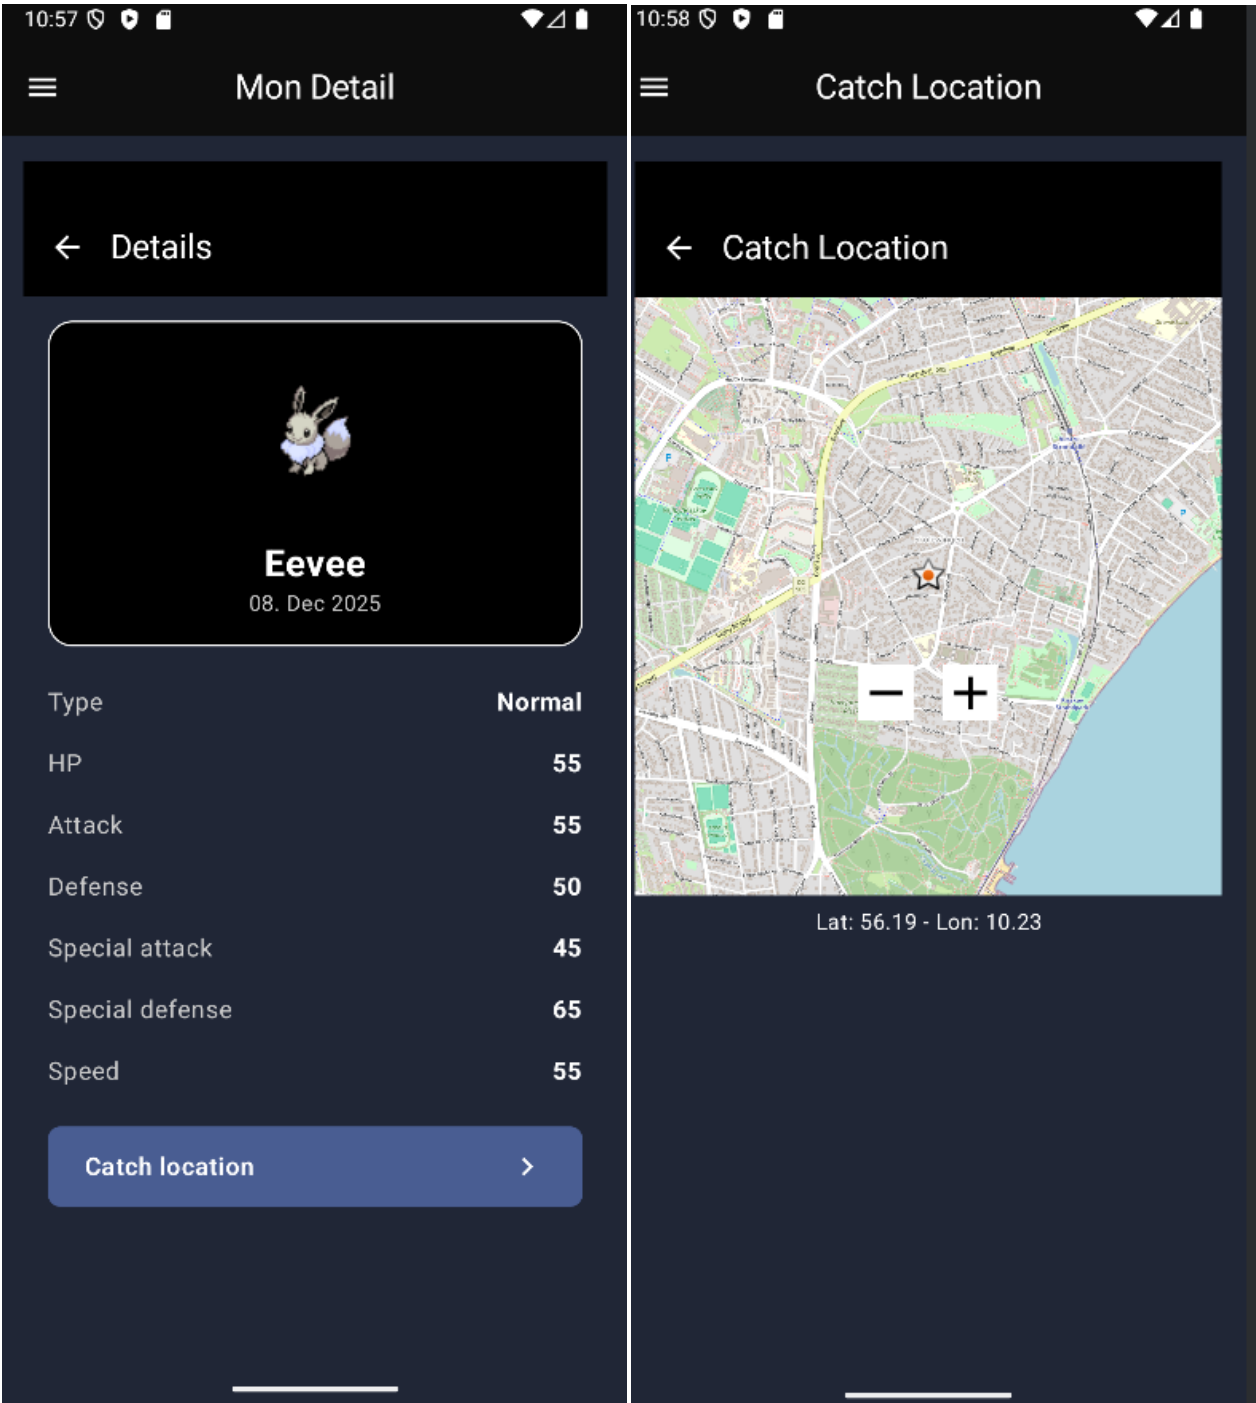 10:57
Mon Detail
Details
Eevee
08. Dec 2025
Type Normal
HP 55
Attack 55
Defense 50
Special attack 45
Special defense 65
Speed 55
Catch location
10:58
Catch Location
Catch Location
P
P
Lat: 56.19 - Lon: 10.23